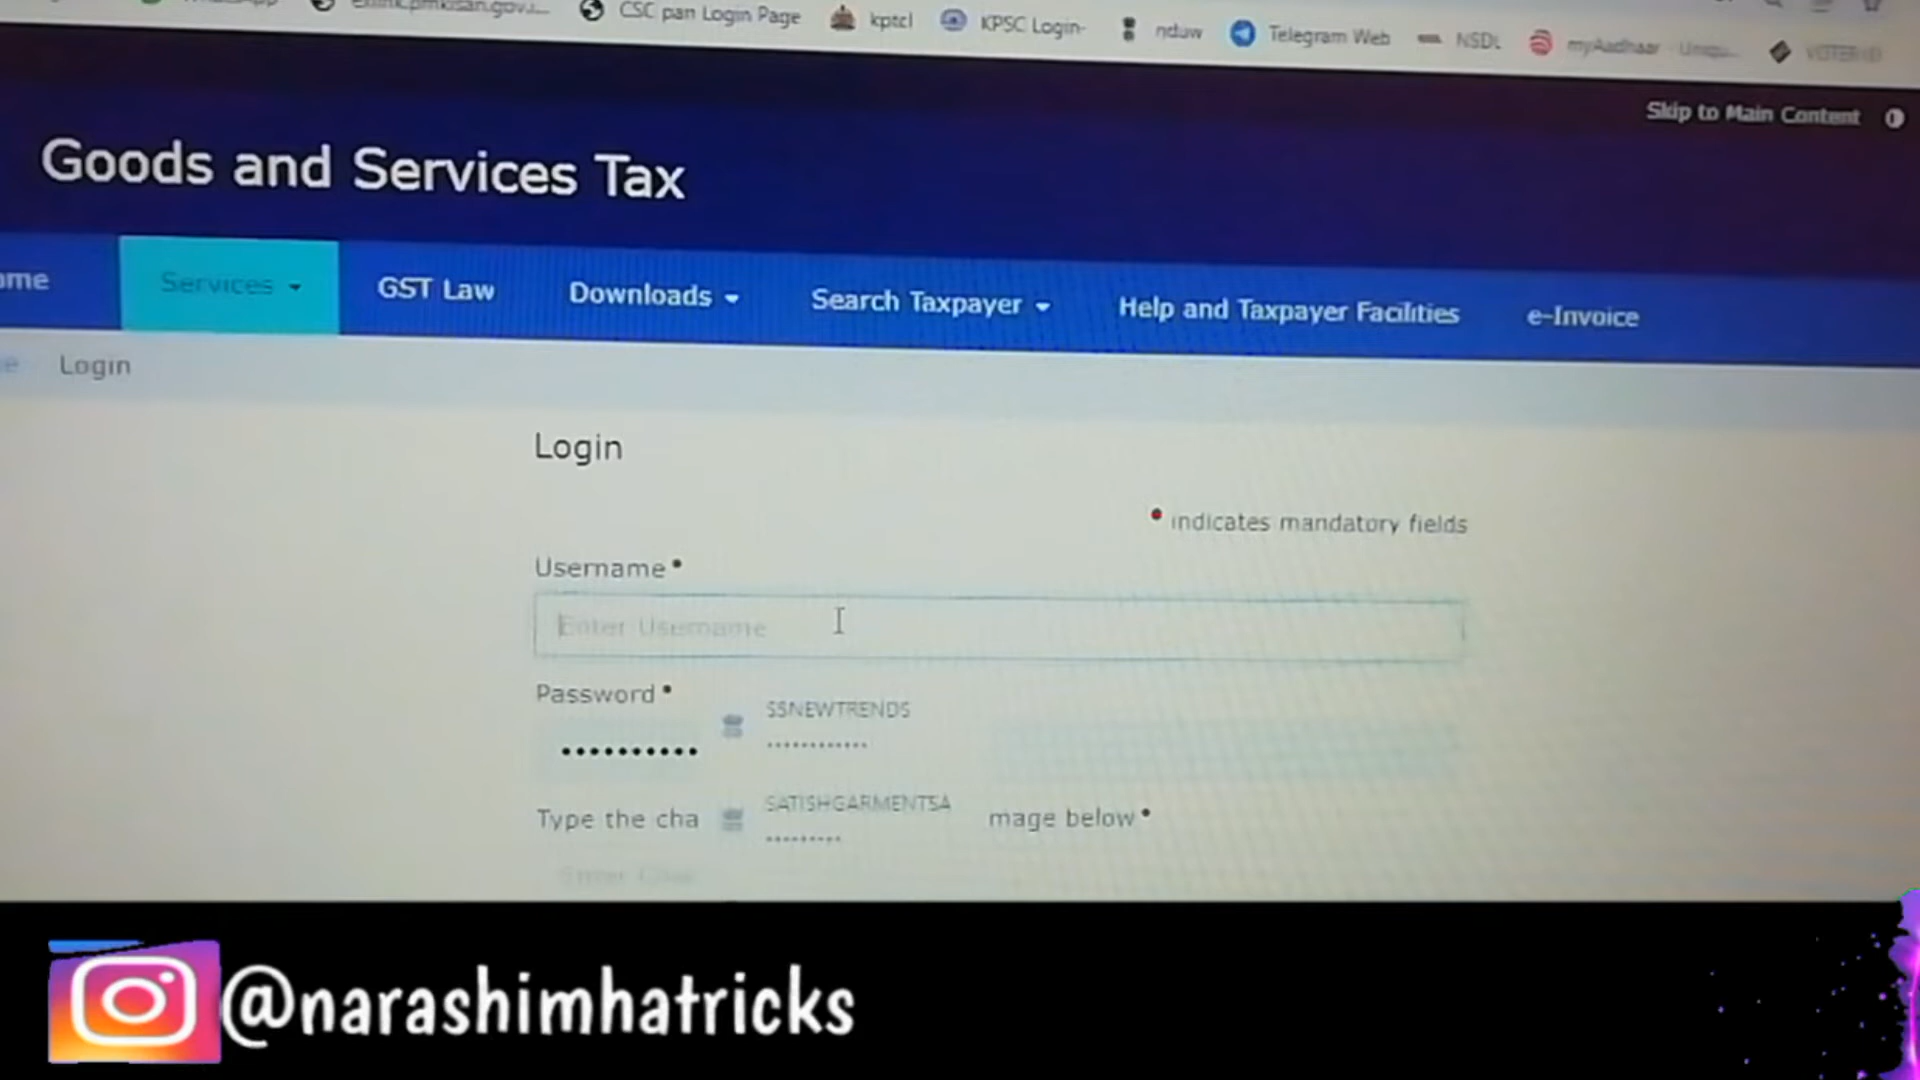 CSC pan Login Page kptcl KPSC Login- nduw Telegram Web NSDL myAadhaar
Skip to Main Content
Goods and Services Tax
ome Services GST Law Downloads Search Taxpayer Help and Taxpayer Facilities e-Invoice
e Login
Login
• indicates mandatory fields
Username •
Enter Username
Password •
SSNEWTRENDS
••••••••••
Type the cha
SATISHGARMENTSA
mage below •
@narashimhatricks